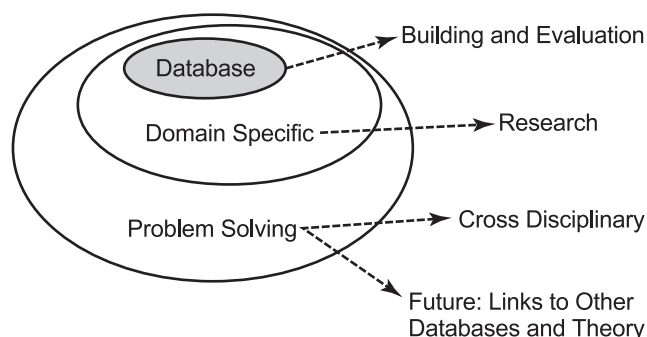 Building and Evaluation
Database
Domain Specific
Research
Problem Solving
Cross Disciplinary
Future: Links to Other
Databases and Theory